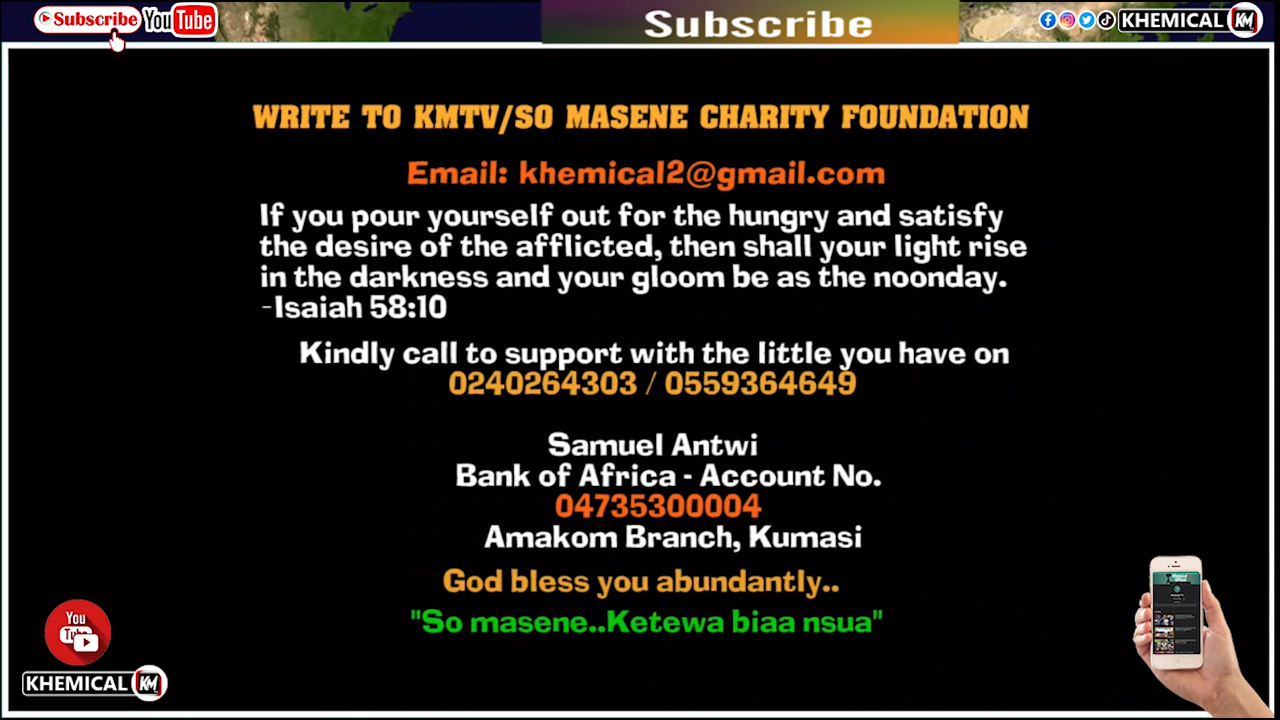 Subscribe YouTube
Subscribe
KHEMICAL KM
WRITE TO KMTV/SO MASENE CHARITY FOUNDATION
Email: khemical2@gmail.com
If you pour yourself out for the hungry and satisfy
the desire of the afflicted, then shall your light rise
in the darkness and your gloom be as the noonday.
-Isaiah 58:10
Kindly call to support with the little you have on
0240264303 / 0559364649
Samuel Antwi
Bank of Africa - Account No.
04735300004
Amakom Branch, Kumasi
God bless you abundantly..
"So masene..Ketewa biaa nsua"
You
Tube
KHEMICAL KM